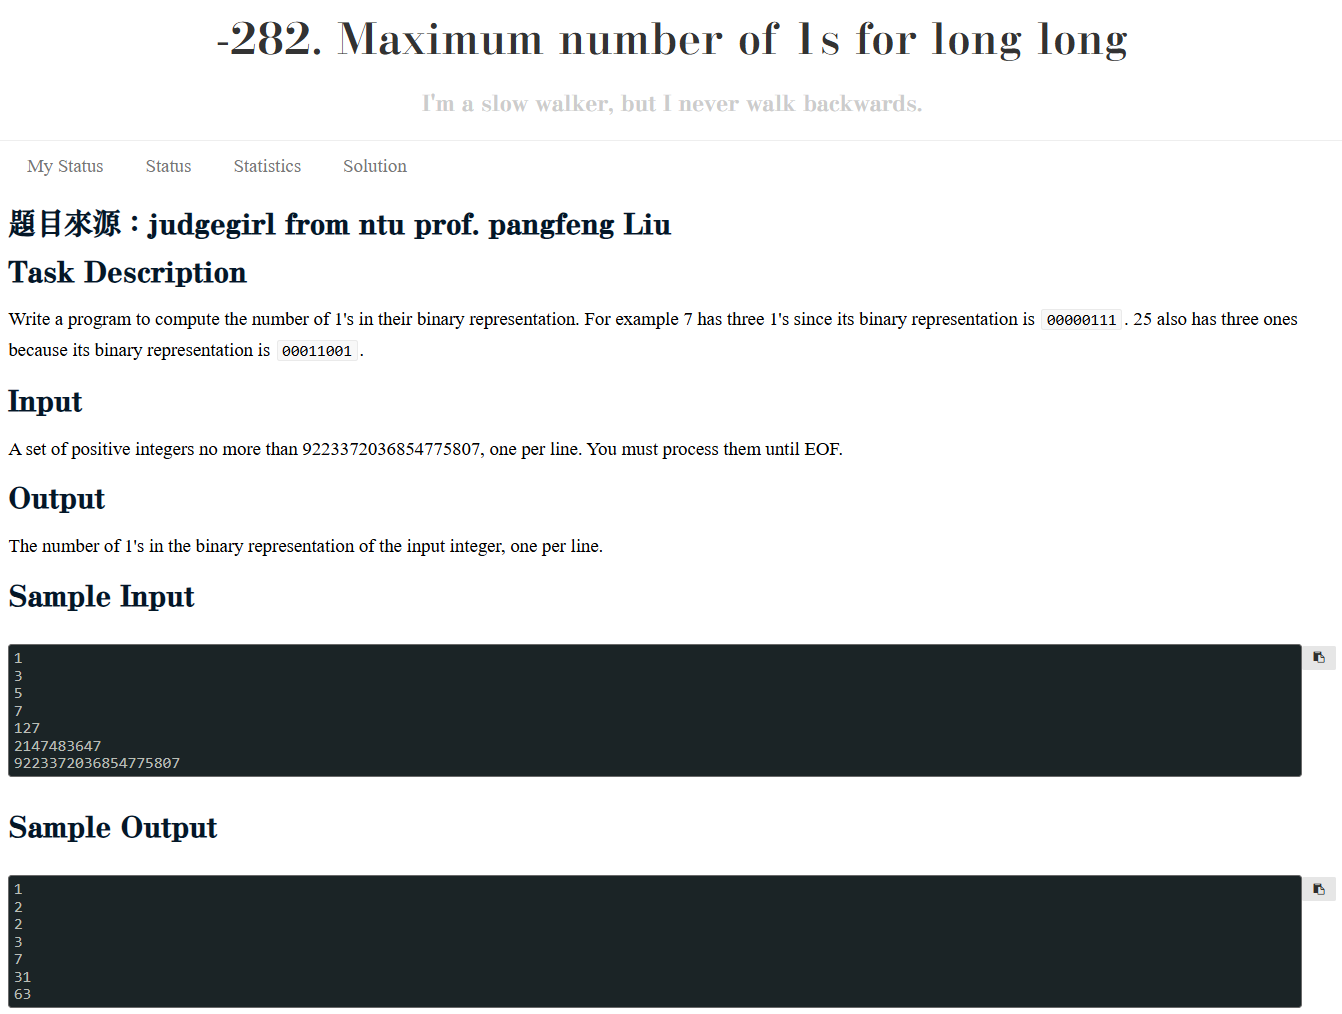 -282. Maximum number of 1s for long long
I'm a slow walker, but I never walk backwards.
My Status Status Statistics Solution
題目來源：judgegirl from ntu prof. pangfeng Liu
Task Description
Write a program to compute the number of 1's in their binary representation. For example 7 has three 1's since its binary representation is 00000111 . 25 also has three ones
because its binary representation is 00011001 .
Input
A set of positive integers no more than 9223372036854775807, one per line. You must process them until EOF.
Output
The number of 1's in the binary representation of the input integer, one per line.
Sample Input
1
3
5
7
127
2147483647
9223372036854775807
Sample Output
1
2
2
3
7
31
63